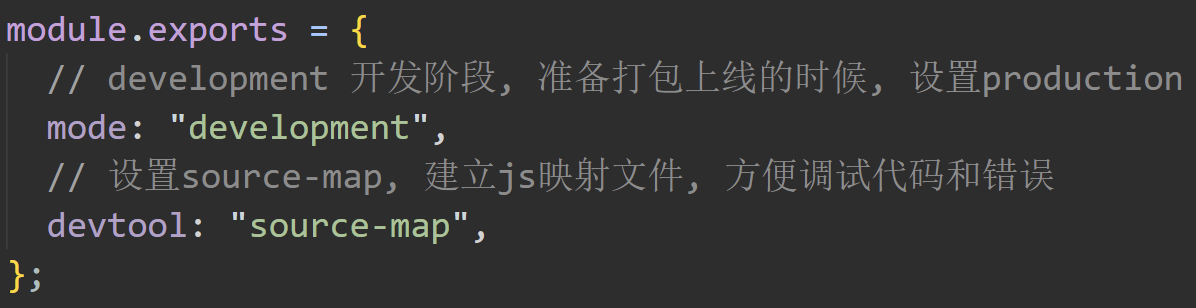 module.exports = {
// development 开发阶段, 准备打包上线的时候, 设置production
mode: "development",
// 设置source-map, 建立js映射文件, 方便调试代码和错误
devtool: "source-map",
};